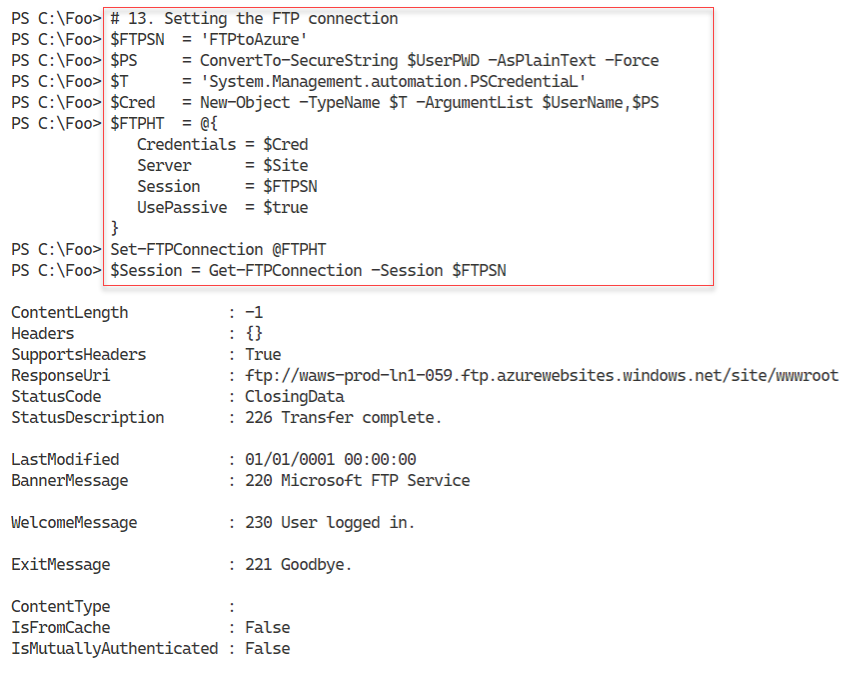 PS C:\Foo> # 13. Setting the FTP connection
PS C:\Foo> $FTPSN  = 'FTPtoAzure'
PS C:\Foo> $PS     = ConvertTo-SecureString $UserPWD -AsPlainText -Force
PS C:\Foo> $T      = 'System.Management.automation.PSCredentiaL'
PS C:\Foo> $Cred   = New-Object -TypeName $T -ArgumentList $UserName,$PS
PS C:\Foo> $FTPHT  = @{
   Credentials = $Cred
   Server      = $Site
   Session     = $FTPSN
   UsePassive  = $true
}
PS C:\Foo> Set-FTPConnection @FTPHT
PS C:\Foo> $Session = Get-FTPConnection -Session $FTPSN
ContentLength           : -1
Headers                 : {}
SupportsHeaders         : True
ResponseUri             : ftp://waws-prod-ln1-059.ftp.azurewebsites.windows.net/site/wwwroot
StatusCode              : ClosingData
StatusDescription       : 226 Transfer complete.
LastModified            : 01/01/0001 00:00:00
BannerMessage           : 220 Microsoft FTP Service
WelcomeMessage          : 230 User logged in.
ExitMessage             : 221 Goodbye.
ContentType             :
IsFromCache             : False
IsMutuallyAuthenticated : False